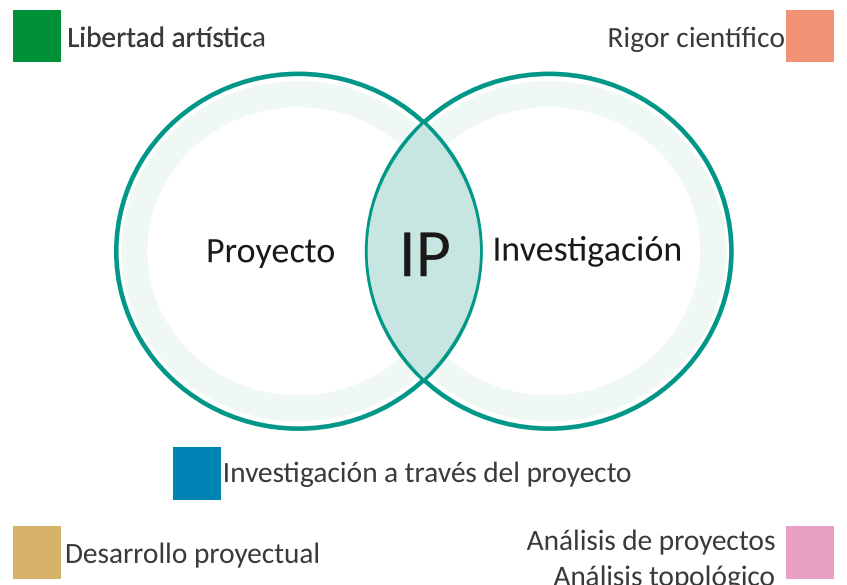 Libertad artística
Rigor científico
Proyecto
IP
Investigación
Investigación a través del proyecto
Desarrollo proyectual
Análisis de proyectos
Análisis topológico